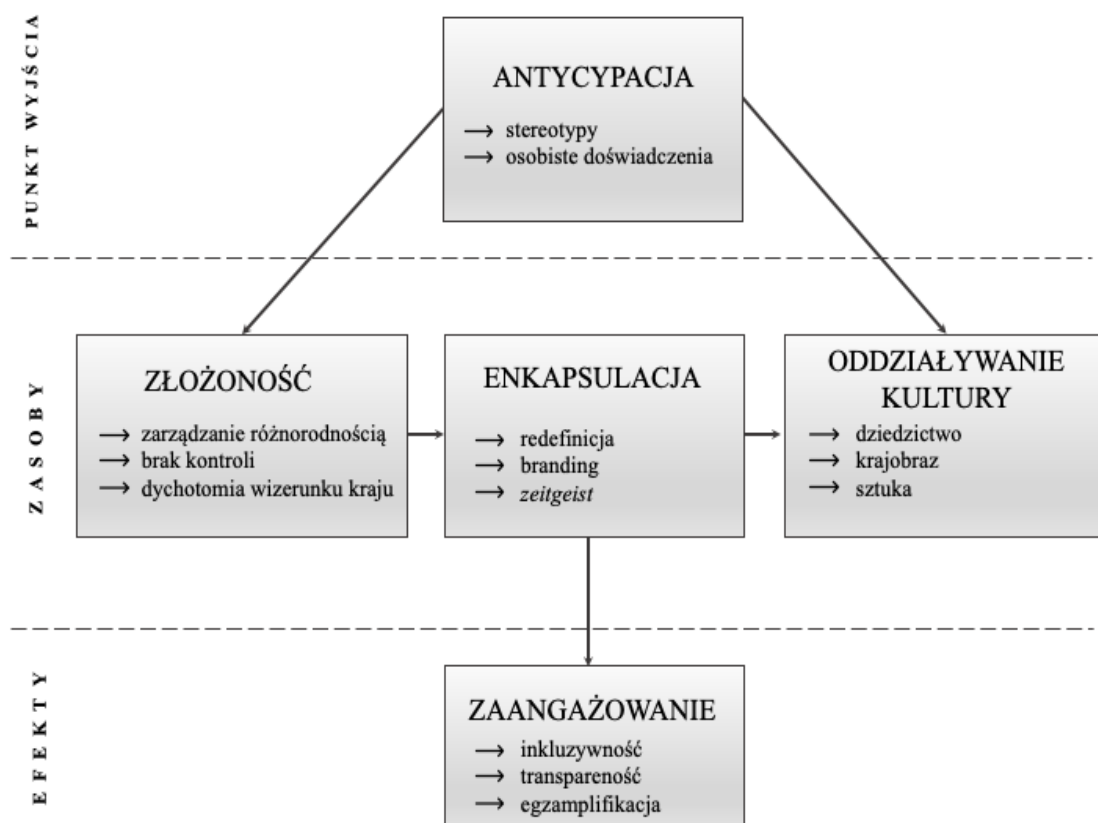 PUNKT WYJŚCIA
ANTYCYPACJA
→ stereotypy
→ osobiste doświadczenia
ZASOBY
ZŁOŻONOŚĆ
→ zarządzanie różnorodnością
→ brak kontroli
→ dychotomia wizerunku kraju
ENKAPSULACJA
→ redefinicja
→ branding
→ zeitgeist
ODDZIAŁYWANIE
KULTURY
→ dziedzictwo
→ krajobraz
→ sztuka
EFEKTY
ZAANGAŻOWANIE
→ inkluzywność
→ transpareność
→ egzamplifikacja